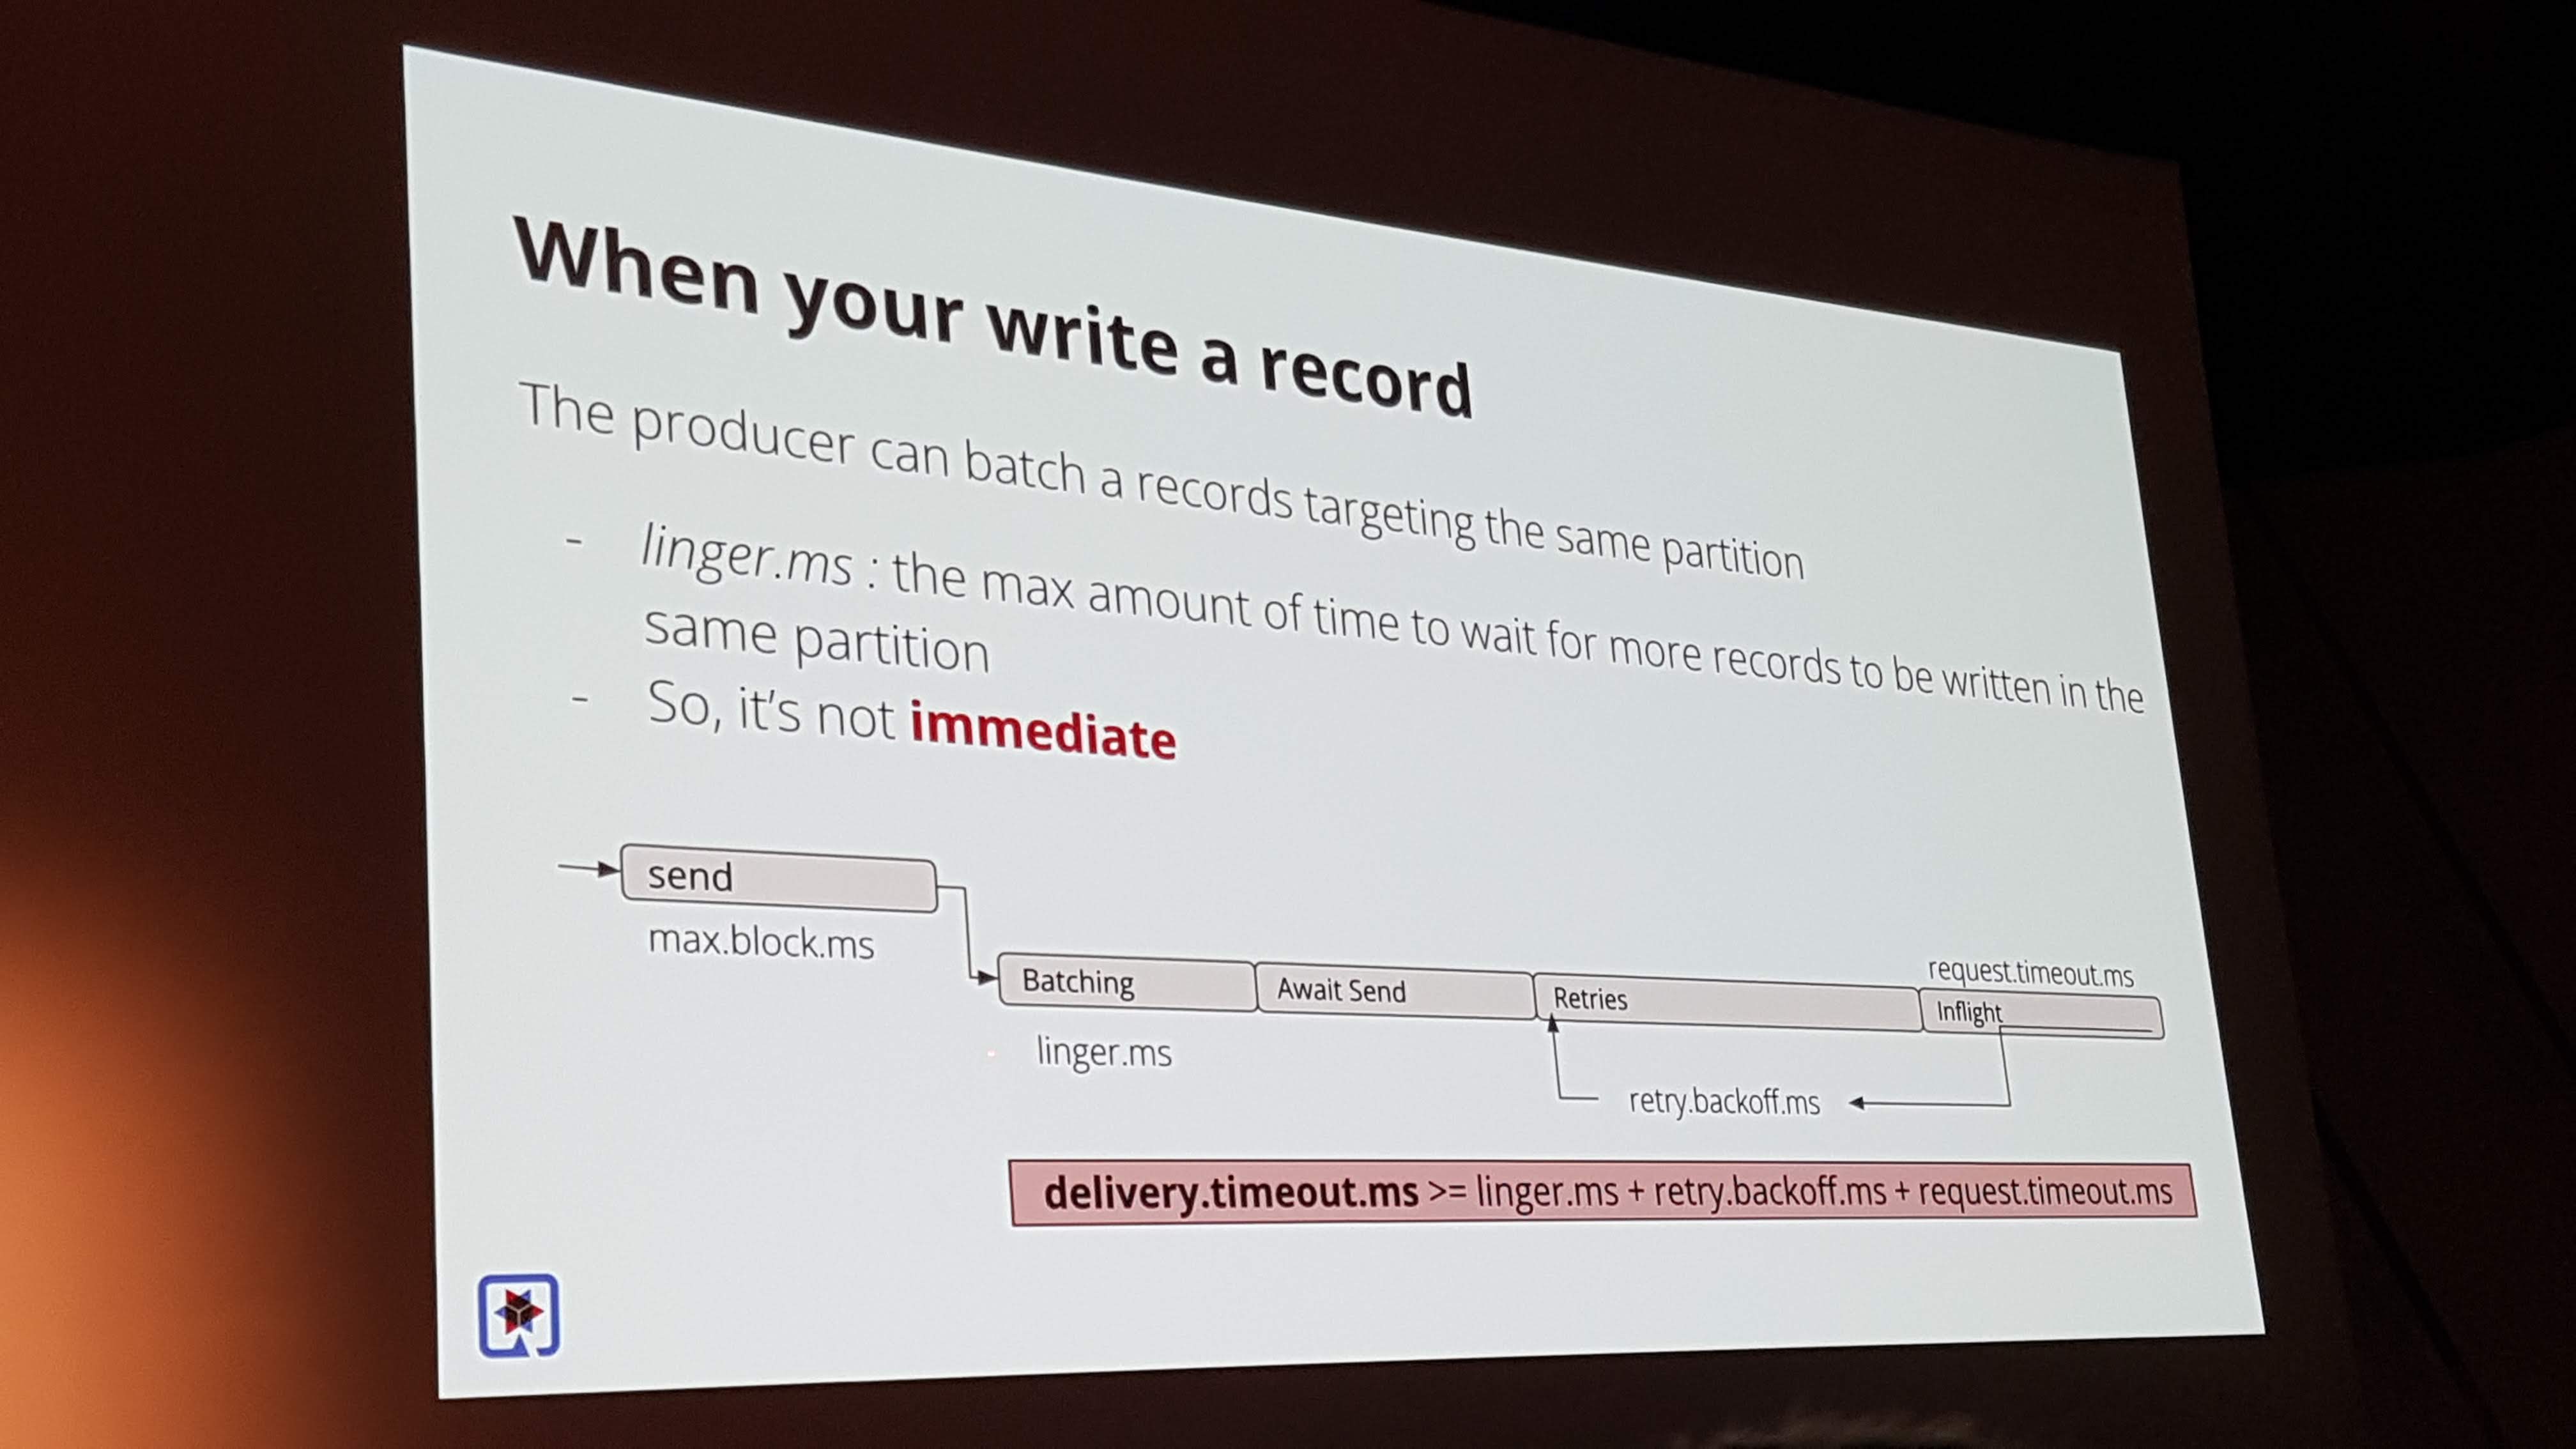 When your write a record
The producer can batch a records targeting the same partition
- linger.ms : the max amount of time to wait for more records to be written in the
same partition
- So, it's not immediate
send
max.block.ms
request.timeout.ms
Batching
Await Send
Retries
Inflight
linger.ms
retry.backoff.ms
delivery.timeout.ms >= linger.ms + retry.backoff.ms + request.timeout.ms